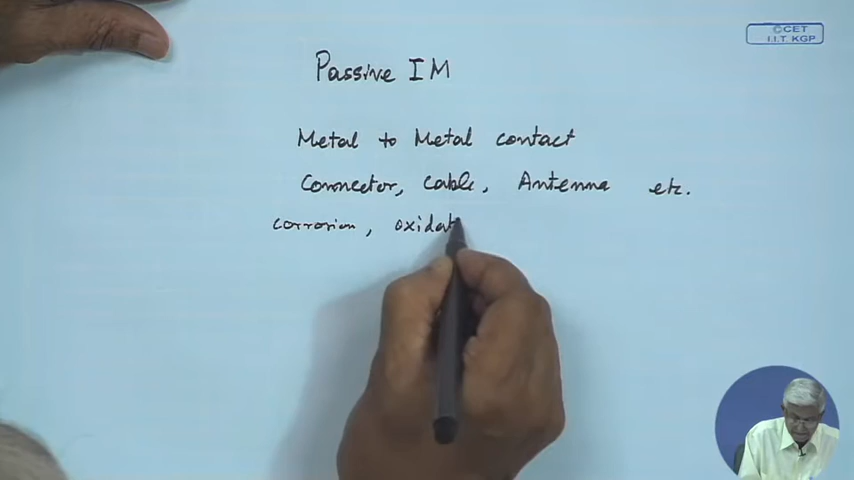 ©CET
I.I.T. KGP
Passive IM
Metal to Metal contact
Connector, Cable, Antenna etc.
corrosion, oxidat